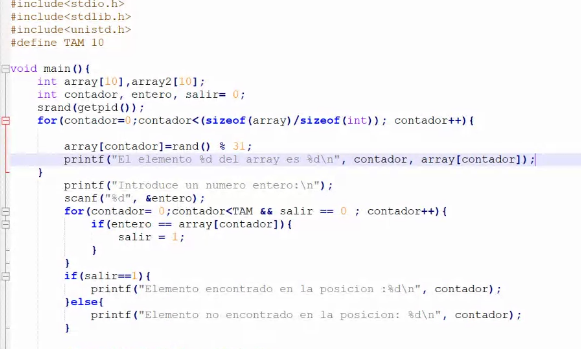 #include<stdio.h>
#include<stdlib.h>
#include<unistd.h>
#define TAM 10
void main(){
int array[10],array2[10];
int contador, entero, salir= 0;
srand(getpid());
for(contador=0;contador<(sizeof(array)/sizeof(int)); contador++){
array[contador]=rand() % 31;
printf("El elemento %d del array es %d\n", contador, array[contador]);
}
printf("Introduce un numero entero:\n");
scanf("%d", &entero);
for(contador= 0;contador<TAM && salir == 0 ; contador++){
if(entero == array[contador]){
salir = 1;
}
}
if(salir==1){
printf("Elemento encontrado en la posicion :%d\n", contador);
}else{
printf("Elemento no encontrado en la posicion: %d\n", contador);
}